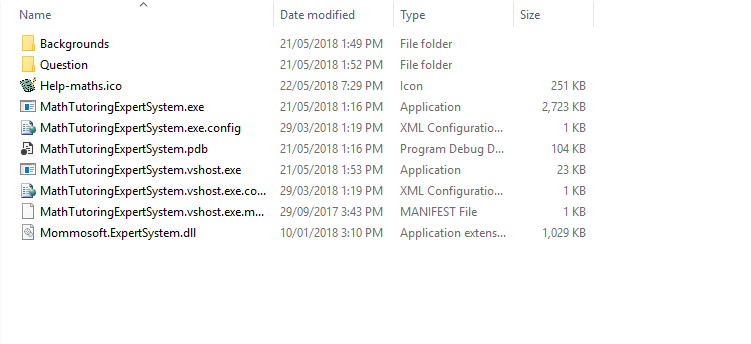 Name Date modified Type Size
Backgrounds 21/05/2018 1:49 PM File folder
Question 21/05/2018 1:52 PM File folder
Help-maths.ico 22/05/2018 7:29 PM Icon 251 KB
MathTutoringExpertSystem.exe 21/05/2018 1:16 PM Application 2,723 KB
MathTutoringExpertSystem.exe.config 29/03/2018 1:19 PM XML Configuratio... 1 KB
MathTutoringExpertSystem.pdb 21/05/2018 1:16 PM Program Debug D... 104 KB
MathTutoringExpertSystem.vshost.exe 21/05/2018 1:53 PM Application 23 KB
MathTutoringExpertSystem.vshost.exe.co... 29/03/2018 1:19 PM XML Configuratio... 1 KB
MathTutoringExpertSystem.vshost.exe.m... 29/09/2017 3:43 PM MANIFEST File 1 KB
Mommosoft.ExpertSystem.dll 10/01/2018 3:10 PM Application extens... 1,029 KB